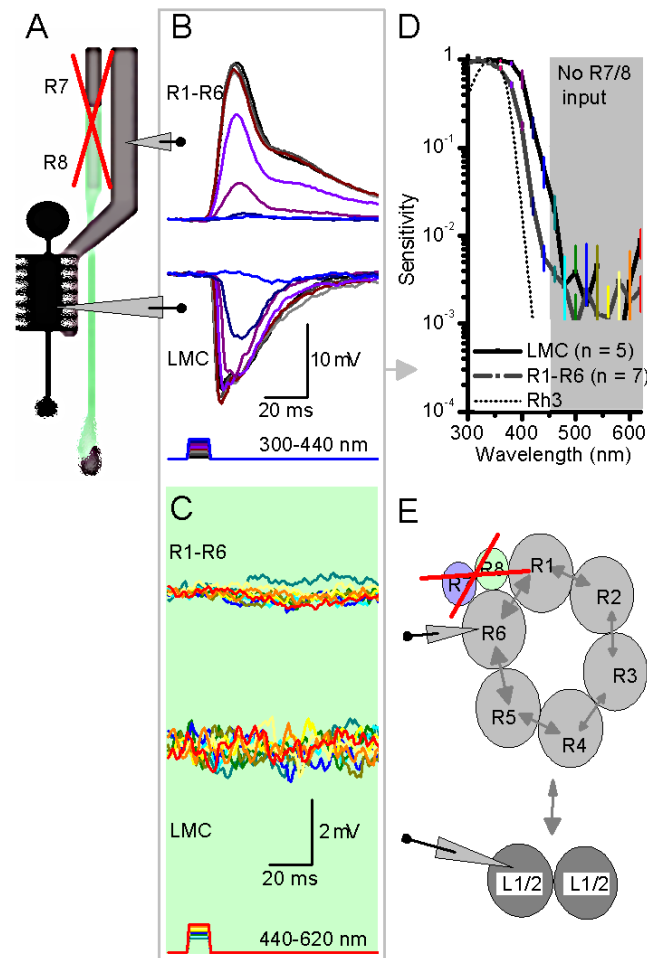 A
R7
R8
B
R1-R6
LMC
10 mV
20 ms
300-440 nm
C
R1-R6
LMC
2 mV
20 ms
440-620 nm
D
No R7/8
input
Sensitivity
1
10-1
10-2
10-3
10-4
LMC (n = 5)
R1-R6 (n = 7)
Rh3
300 400 500 600
Wavelength (nm)
E
R8
R1
R2
R3
R4
R5
R6
L1/2 L1/2